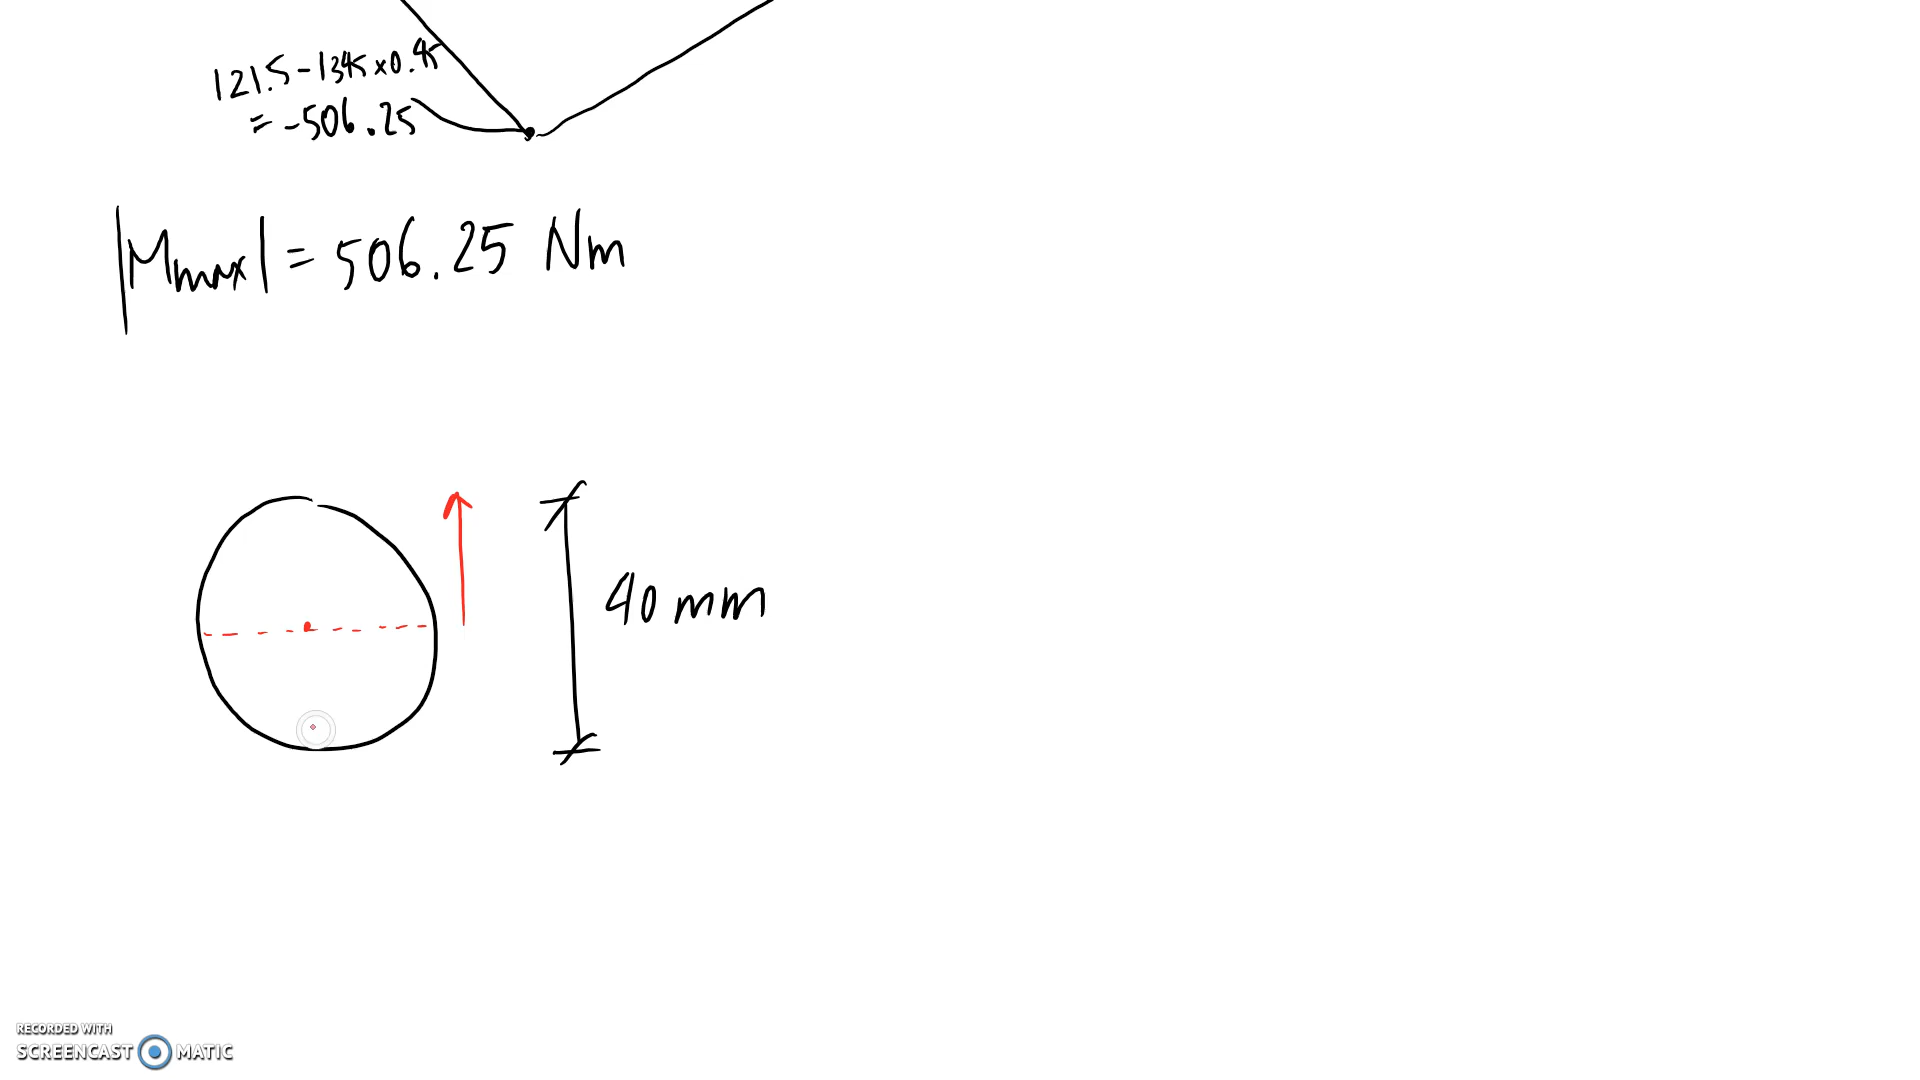 121.5-1345×0.45
= -506.25
|Mmax| = 506.25 Nm
40 mm
RECORDED WITH
SCREENCAST MATIC